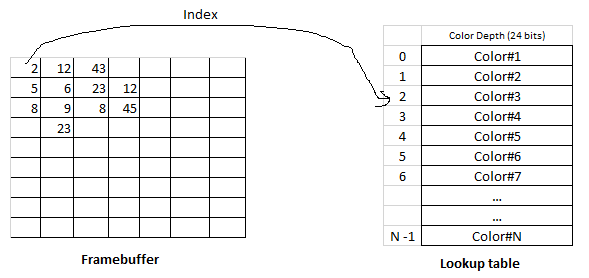 Index
Color Depth (24 bits)
2 12 43
5 6 23 12
8 9 8 45
23
0 Color#1
1 Color#2
2 Color#3
3 Color#4
4 Color#5
5 Color#6
6 Color#7
...
...
N -1 Color#N
Framebuffer
Lookup table